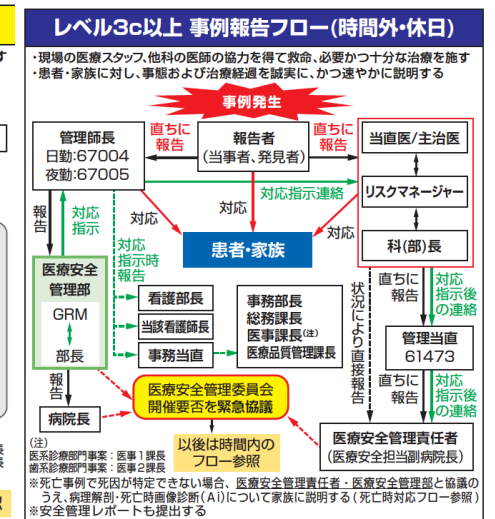 レベル3c以上 事例報告フロー(時間外・休日)
・現場の医療スタッフ、他科の医師の協力を得て救命、必要かつ十分な治療を施す
・患者・家族に対し、事態および治療経過を誠実に、かつ速やかに説明する
事例発生
管理師長
日勤:67004
夜勤:67005
直ちに
報告
報告者
(当事者、発見者)
直ちに
報告
当直医/主治医
リスクマネージャー
科(部)長
対応指示連絡
報告
対応
指示
対応
対応
患者・家族
対応
指示時
報告
医療安全
管理部
GRM
部長
看護部長
当該看護師長
事務当直
事務部長
総務課長
医事課長(注)
医療品質管理課長
状況により直接報告
直ちに
報告
対応
指示後
の連絡
管理当直
61473
直ちに
報告
対応
指示後
の連絡
報告
病院長
医療安全管理委員会
開催要否を緊急協議
以後は時間内の
フロー参照
医療安全管理責任者
(医療安全担当副病院長)
(注)
医系診療部門事案:医事1課長
歯系診療部門事案:医事2課長
※死亡事例で死因が特定できない場合、医療安全管理責任者・医療安全管理部と協議の
うえ、病理解剖・死亡時画像診断(Ai)について家族に説明する(死亡時対応フロー参照)
※安全管理レポートも提出する